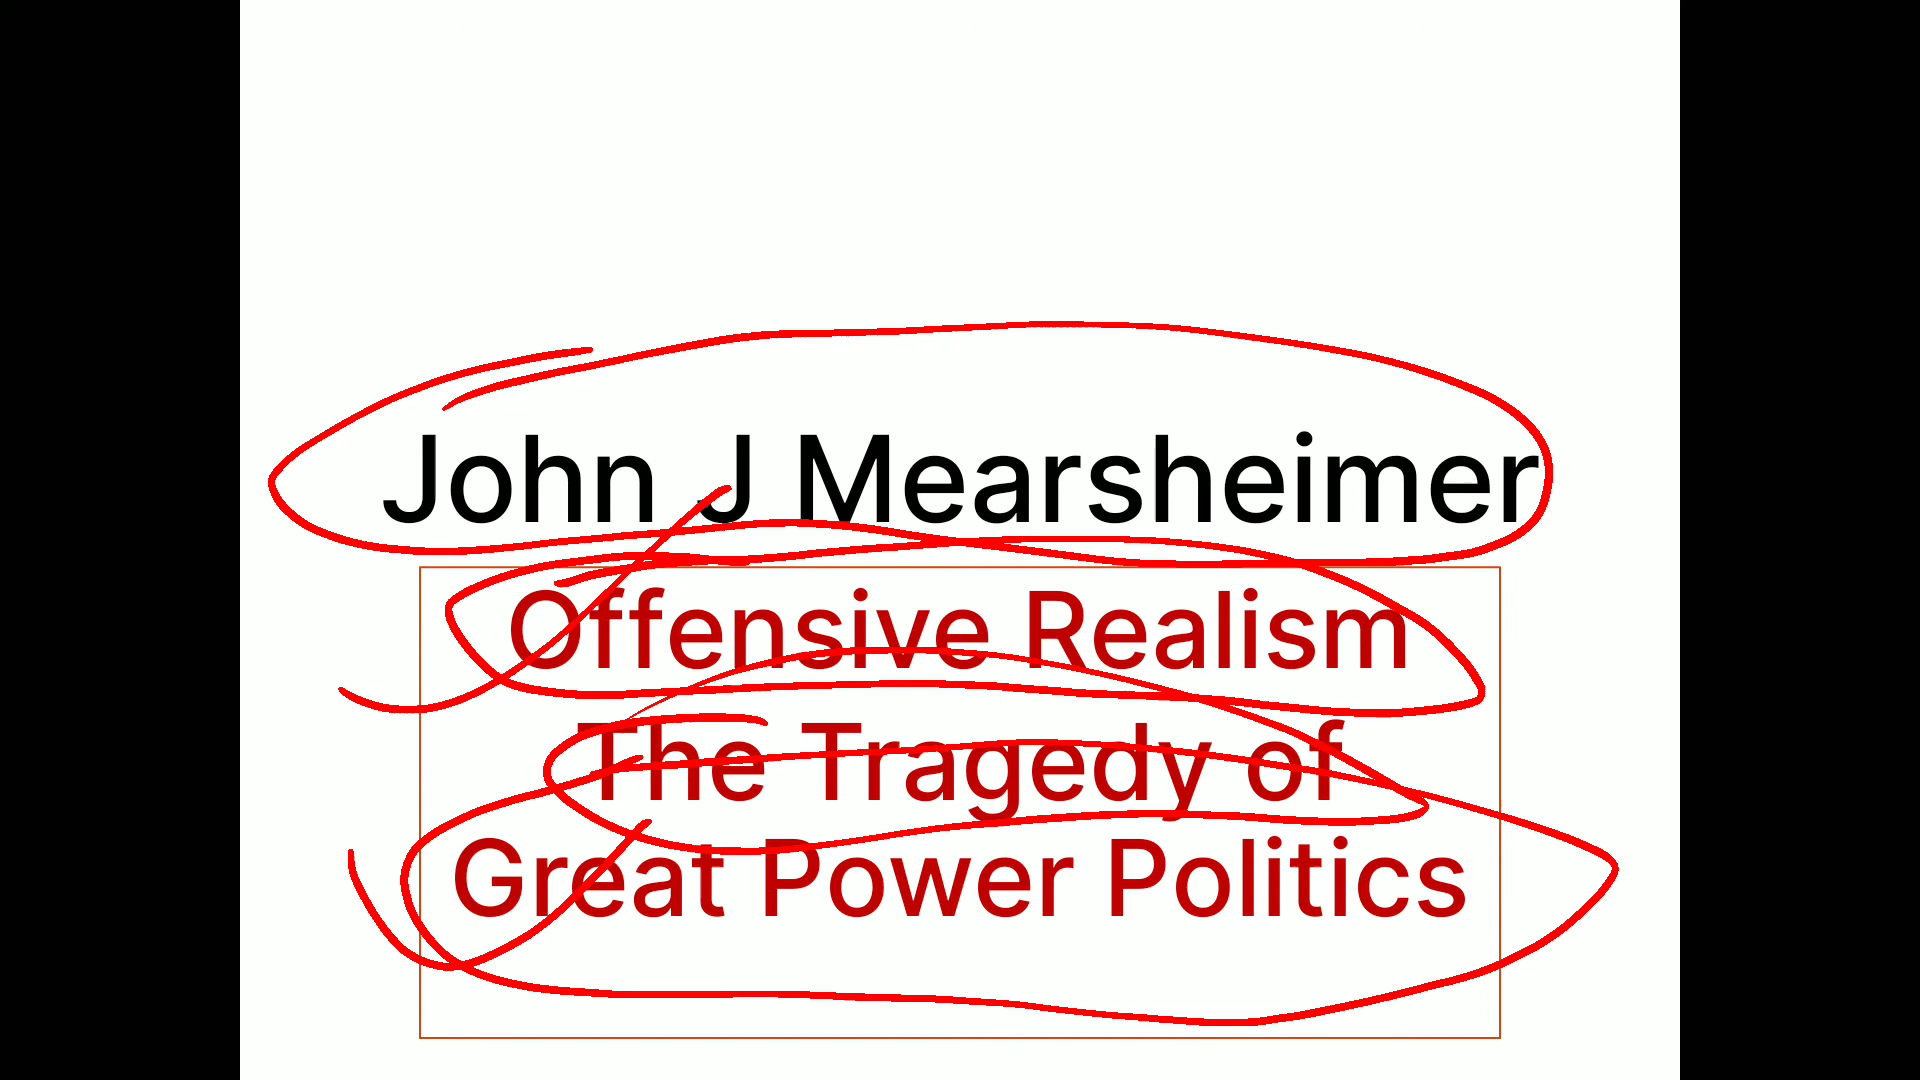 John J Mearsheimer
Offensive Realism
The Tragedy of
Great Power Politics